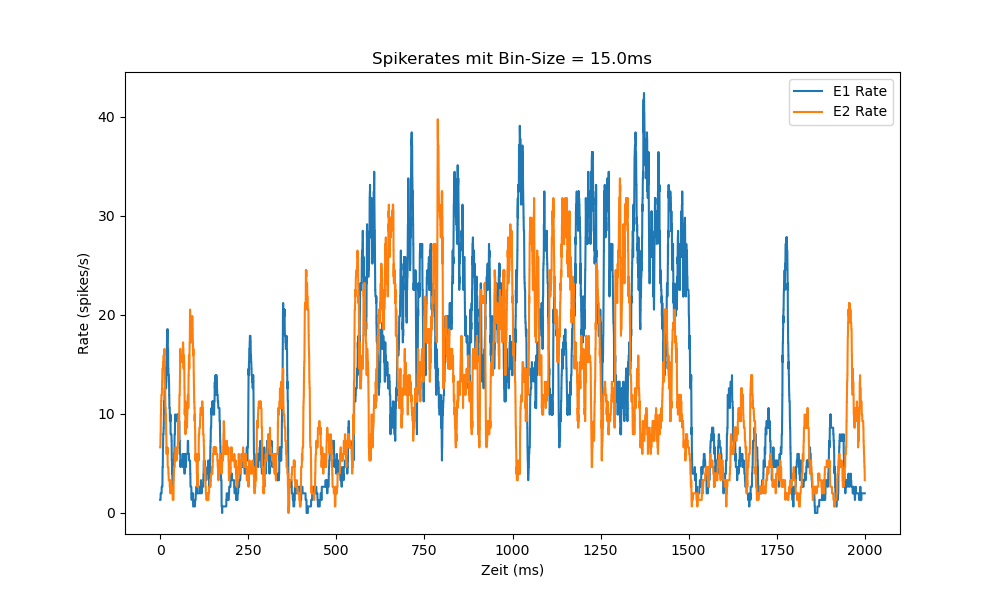 Spikerates mit Bin-Size = 15.0ms
E1 Rate
E2 Rate
40
30
20
10
0
Rate (spikes/s)
0 250 500 750 1000 1250 1500 1750 2000
Zeit (ms)